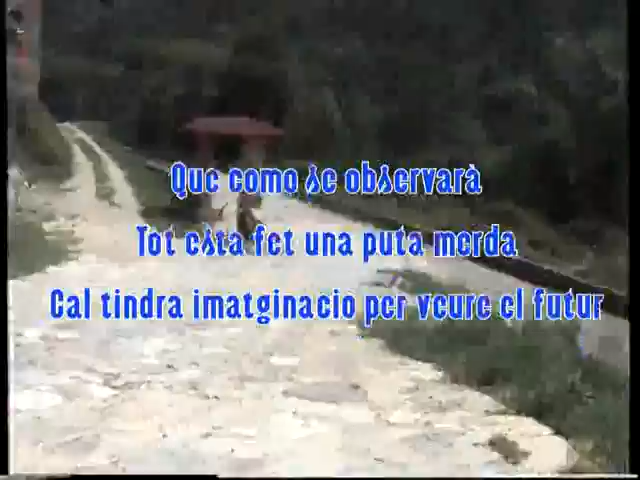 Que como se observarà
Tot esta fet una puta merda
Cal tindra imatginacio per veure el futur